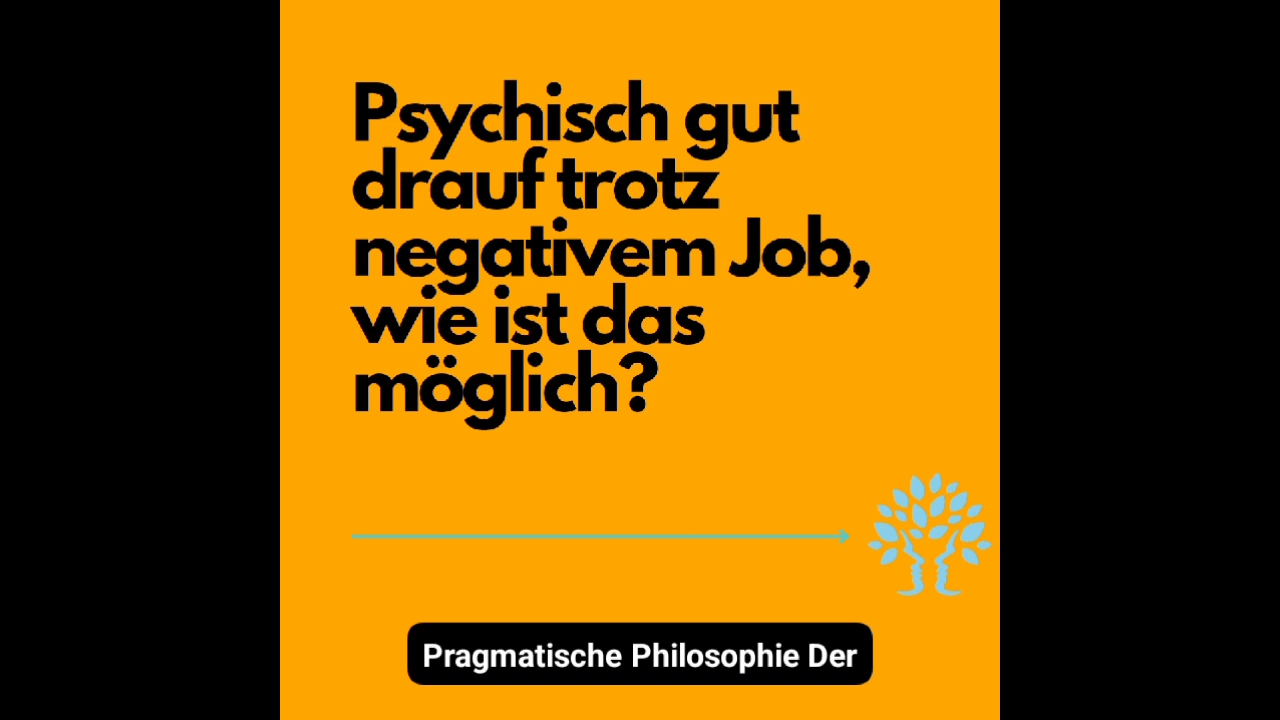 Psychisch gut
drauf trotz
negativem Job,
wie ist das
möglich?
Pragmatische Philosophie Der